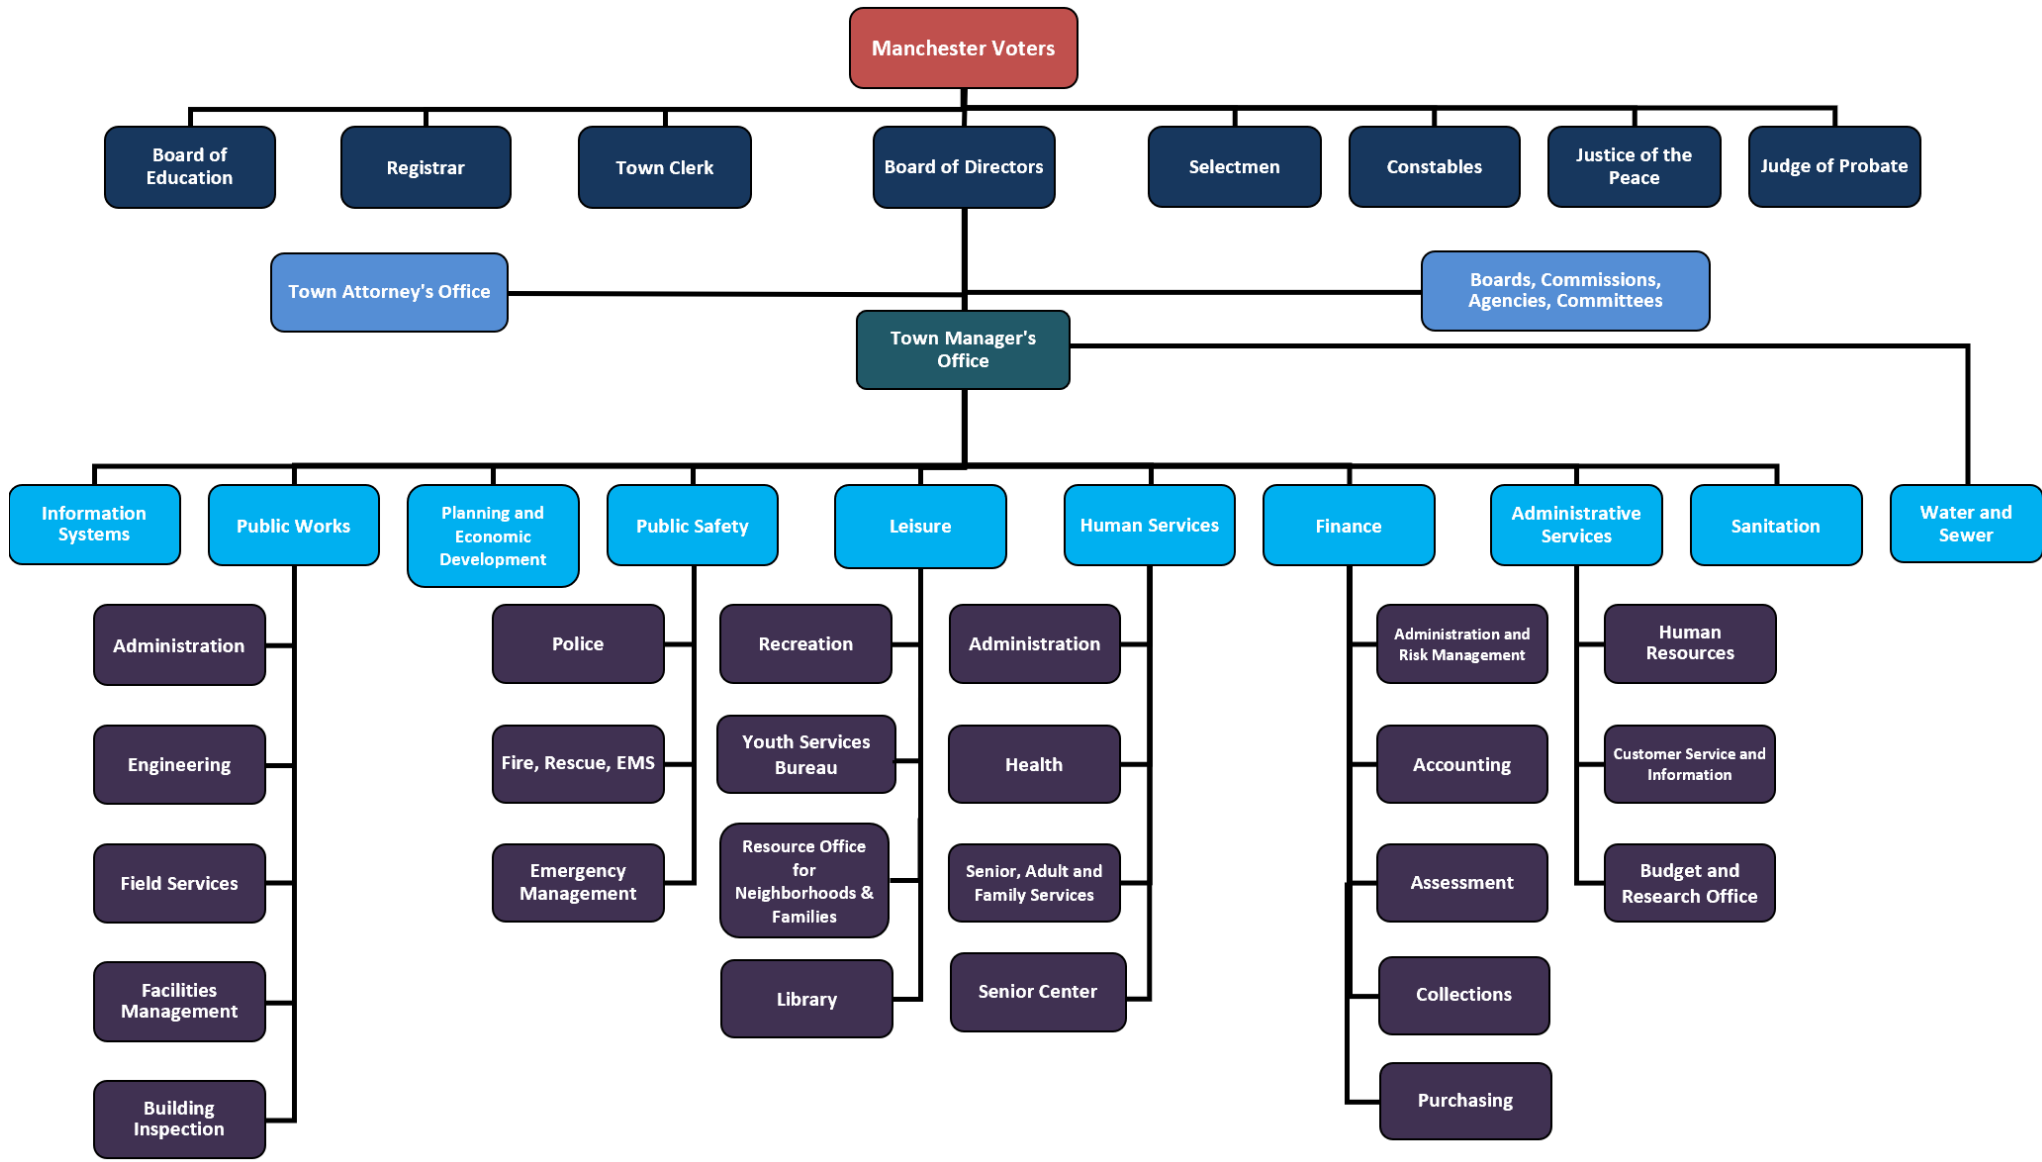 Manchester Voters
Board of
Education
Registrar
Town Clerk
Board of Directors
Selectmen
Constables
Justice of the
Peace
Judge of Probate
Town Attorney's Office
Boards, Commissions,
Agencies, Committees
Town Manager's
Office
Information
Systems
Public Works
Planning and
Economic
Development
Public Safety
Leisure
Human Services
Finance
Administrative
Services
Sanitation
Water and
Sewer
Administration
Engineering
Field Services
Facilities
Management
Building
Inspection
Police
Fire, Rescue, EMS
Emergency
Management
Recreation
Youth Services
Bureau
Resource Office
for
Neighborhoods &
Families
Library
Administration
Health
Senior, Adult and
Family Services
Senior Center
Administration and
Risk Management
Accounting
Assessment
Collections
Purchasing
Human
Resources
Customer Service and
Information
Budget and
Research Office